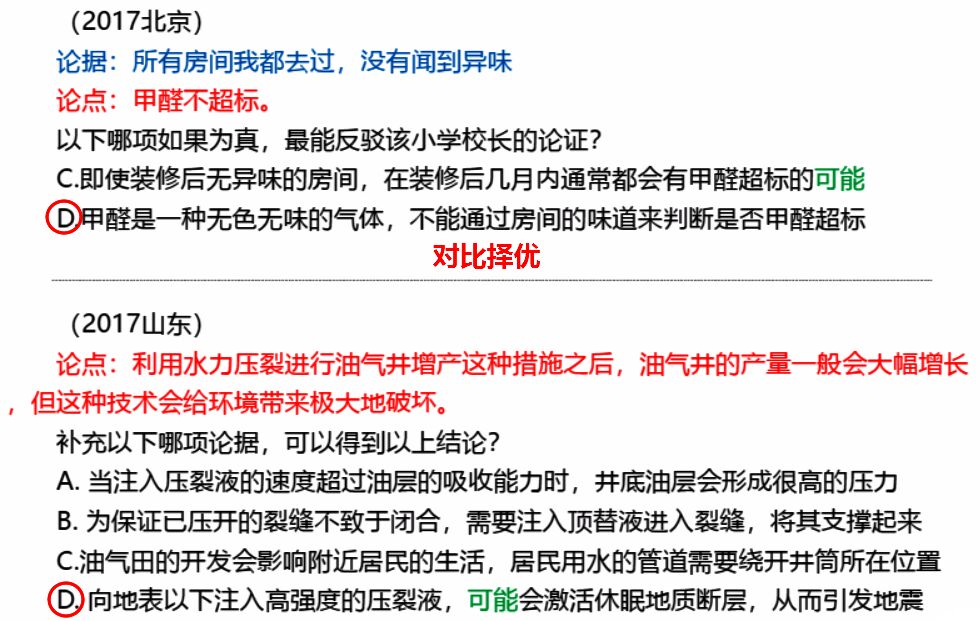 （2017北京）
论据：所有房间我都去过，没有闻到异味
论点：甲醛不超标。
以下哪项如果为真，最能反驳该小学校长的论证？
C.即使装修后无异味的房间，在装修后几月内通常都会有甲醛超标的可能
D.甲醛是一种无色无味的气体，不能通过房间的味道来判断是否甲醛超标
对比择优
（2017山东）
论点：利用水力压裂进行油气井增产这种措施之后，油气井的产量一般会大幅增长
，但这种技术会给环境带来极大地破坏。
补充以下哪项论据，可以得到以上结论？
A. 当注入压裂液的速度超过油层的吸收能力时，井底油层会形成很高的压力
B. 为保证已压开的裂缝不致于闭合，需要注入顶替液进入裂缝，将其支撑起来
C.油气田的开发会影响附近居民的生活，居民用水的管道需要绕开井筒所在位置
D. 向地表以下注入高强度的压裂液，可能会激活休眠地质断层，从而引发地震